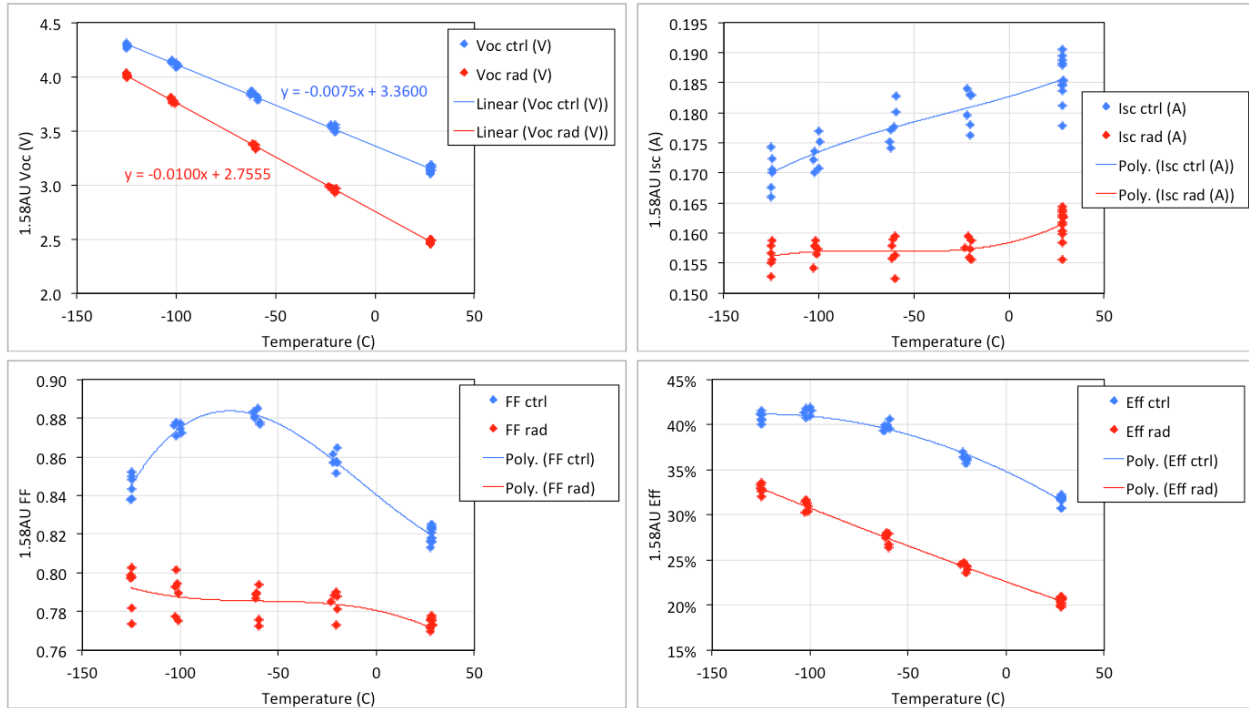 4.5
4.0
3.5
3.0
2.5
2.0
1.58AU Voc (V)
-150
-100
-50
0
50
Temperature (C)
y = -0.0075x + 3.3600
y = -0.0100x + 2.7555
Voc ctrl (V)
Voc rad (V)
Linear (Voc ctrl (V))
Linear (Voc rad (V))
0.195
0.190
0.185
0.180
0.175
0.170
0.165
0.160
0.155
0.150
1.58AU Isc (A)
-150
-100
-50
0
50
Temperature (C)
Isc ctrl (A)
Isc rad (A)
Poly. (Isc ctrl (A))
Poly. (Isc rad (A))
0.90
0.88
0.86
0.84
0.82
0.80
0.78
0.76
1.58AU FF
-150
-100
-50
0
50
Temperature (C)
FF ctrl
FF rad
Poly. (FF ctrl)
Poly. (FF rad)
45%
40%
35%
30%
25%
20%
15%
1.58AU Eff
-150
-100
-50
0
50
Temperature (C)
Eff ctrl
Eff rad
Poly. (Eff ctrl)
Poly. (Eff rad)